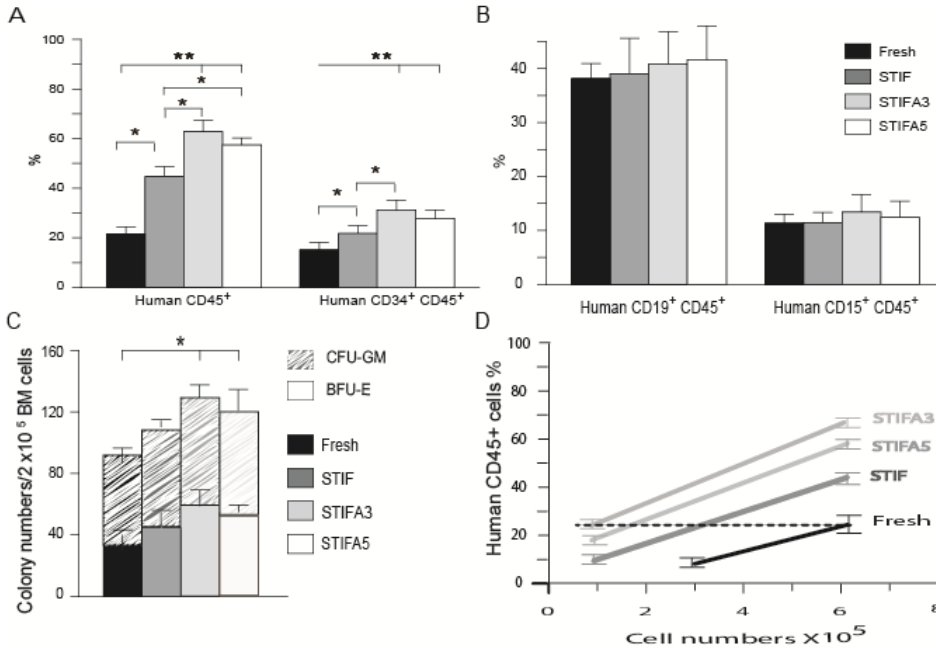 A
%
100
80
60
40
20
0
**
*
*
*
**
*
*
Human CD45⁺
Human CD34⁺ CD45⁺
B
%
40
30
20
10
0
Fresh
STIF
STIFA3
STIFA5
Human CD19⁺ CD45⁺
Human CD15⁺ CD45⁺
C
Colony numbers/2 x10 ⁵ BM cells
160
120
80
40
0
*
CFU-GM
BFU-E
Fresh
STIF
STIFA3
STIFA5
D
Human CD45+ cells %
100
80
60
40
20
0
STIFA3
STIFA5
STIF
Fresh
0 2 4 6 8
Cell numbers X10⁵